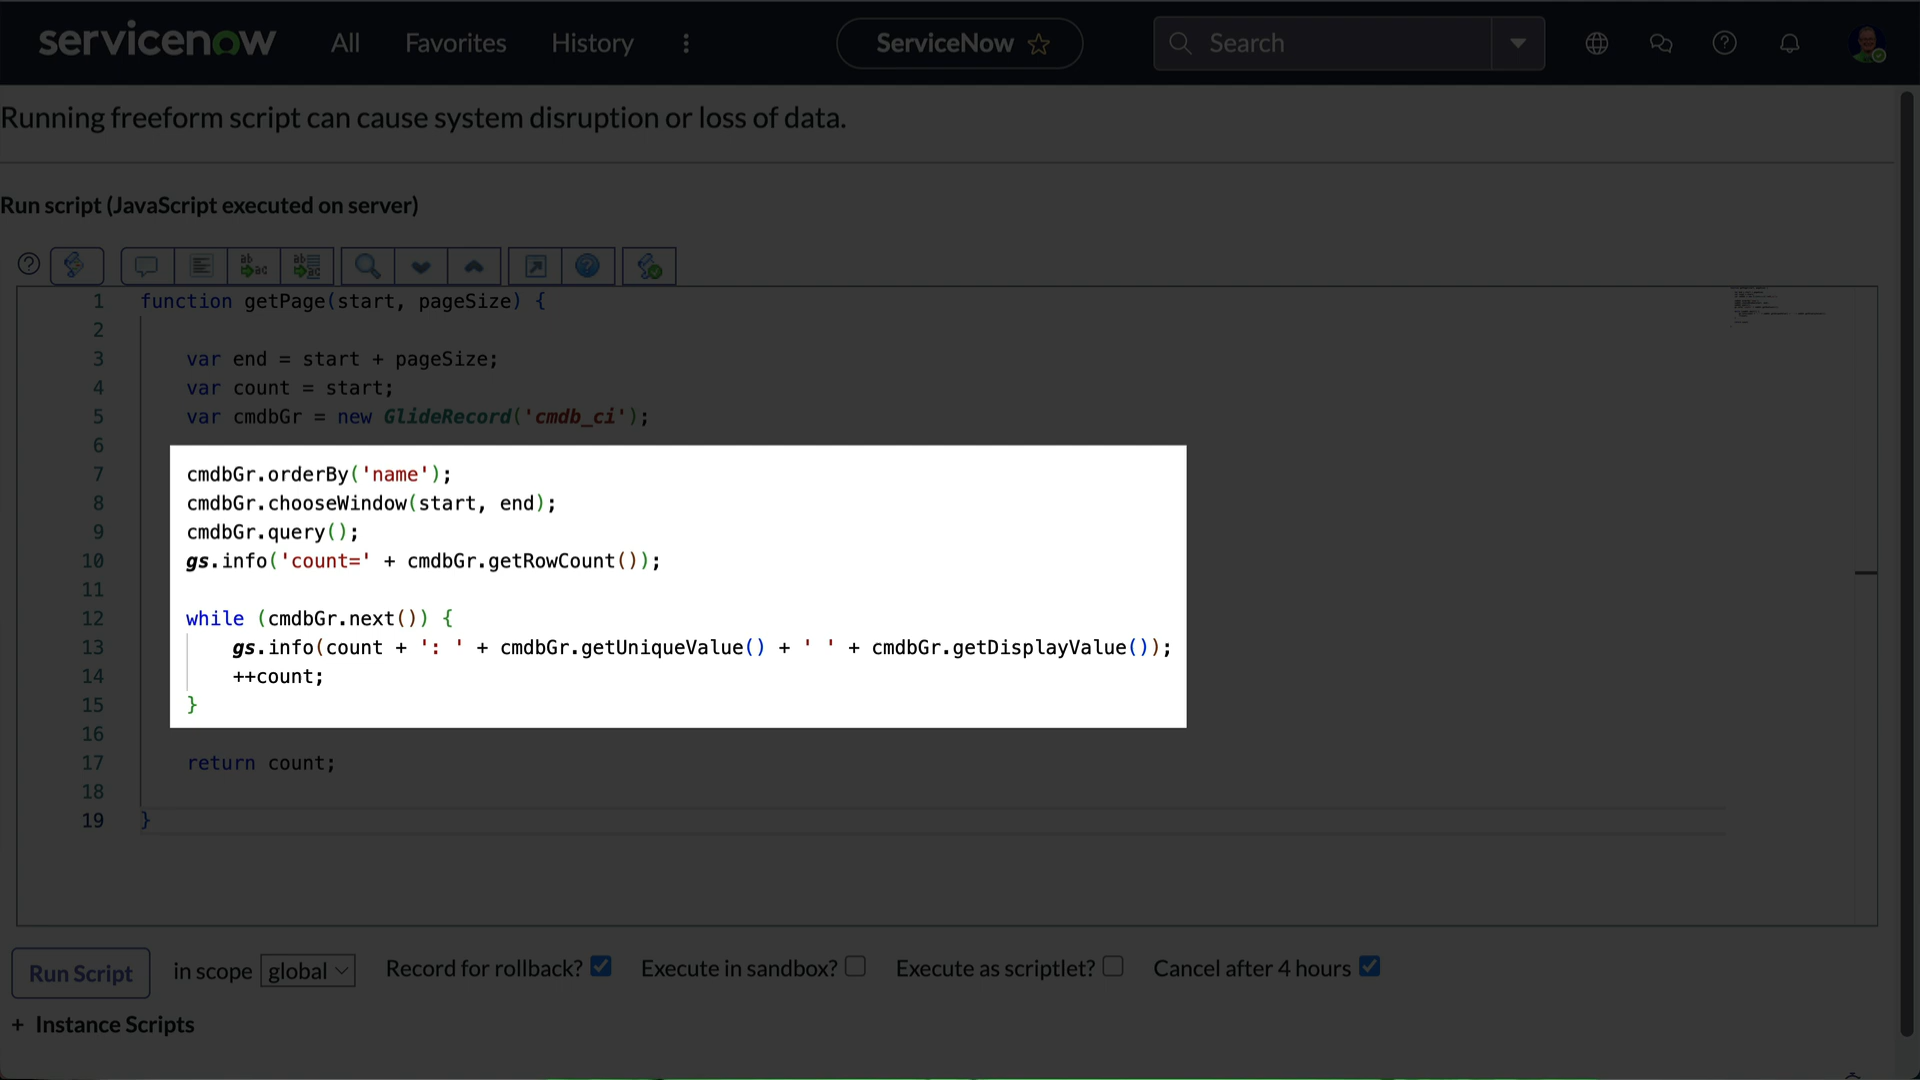 servicenow All Favorites History ServiceNow Search
Running freeform script can cause system disruption or loss of data.
Run script (JavaScript executed on server)
1 function getPage(start, pageSize) {
2
3 var end = start + pageSize;
4 var count = start;
5 var cmdbGr = new GlideRecord('cmdb_ci');
6
7 cmdbGr.orderBy('name');
8 cmdbGr.chooseWindow(start, end);
9 cmdbGr.query();
10 gs.info('count=' + cmdbGr.getRowCount());
11
12 while (cmdbGr.next()) {
13 gs.info(count + ': ' + cmdbGr.getUniqueValue() + ' ' + cmdbGr.getDisplayValue());
14 ++count;
15 }
16
17 return count;
18
19 }
Run Script in scope global Record for rollback? Execute in sandbox? Execute as scriptlet? Cancel after 4 hours
+ Instance Scripts